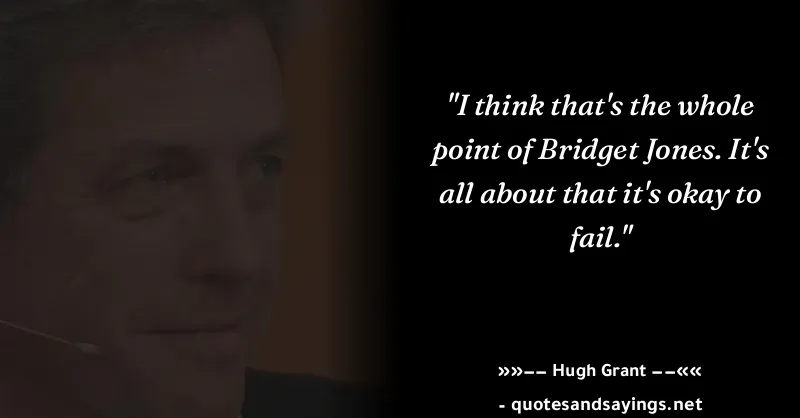 "I think that's the whole
point of Bridget Jones. It's
all about that it's okay to
fail."
»»−− Hugh Grant −−««
- quotesandsayings.net